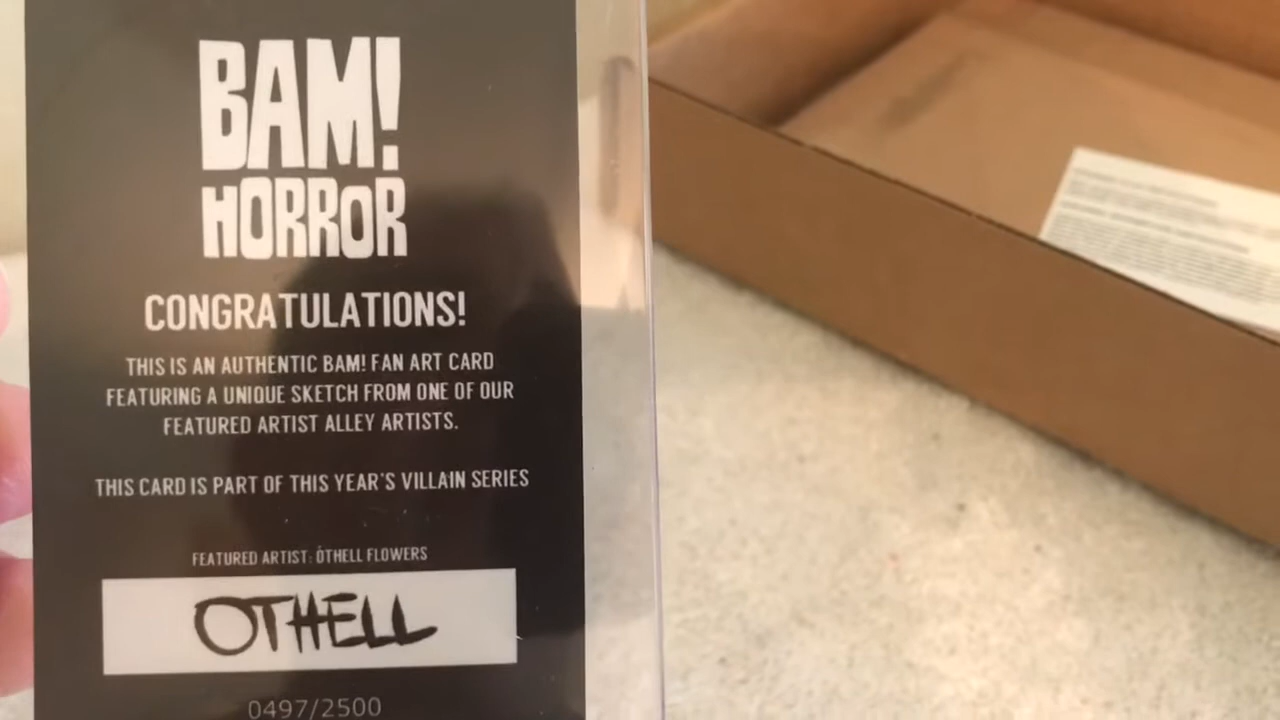 BAM!
HORROR
CONGRATULATIONS!
THIS IS AN AUTHENTIC BAM! FAN ART CARD
FEATURING A UNIQUE SKETCH FROM ONE OF OUR
FEATURED ARTIST ALLEY ARTISTS.
THIS CARD IS PART OF THIS YEAR'S VILLAIN SERIES
FEATURED ARTIST: OTHELL FLOWERS
OTHELL
0497/2500